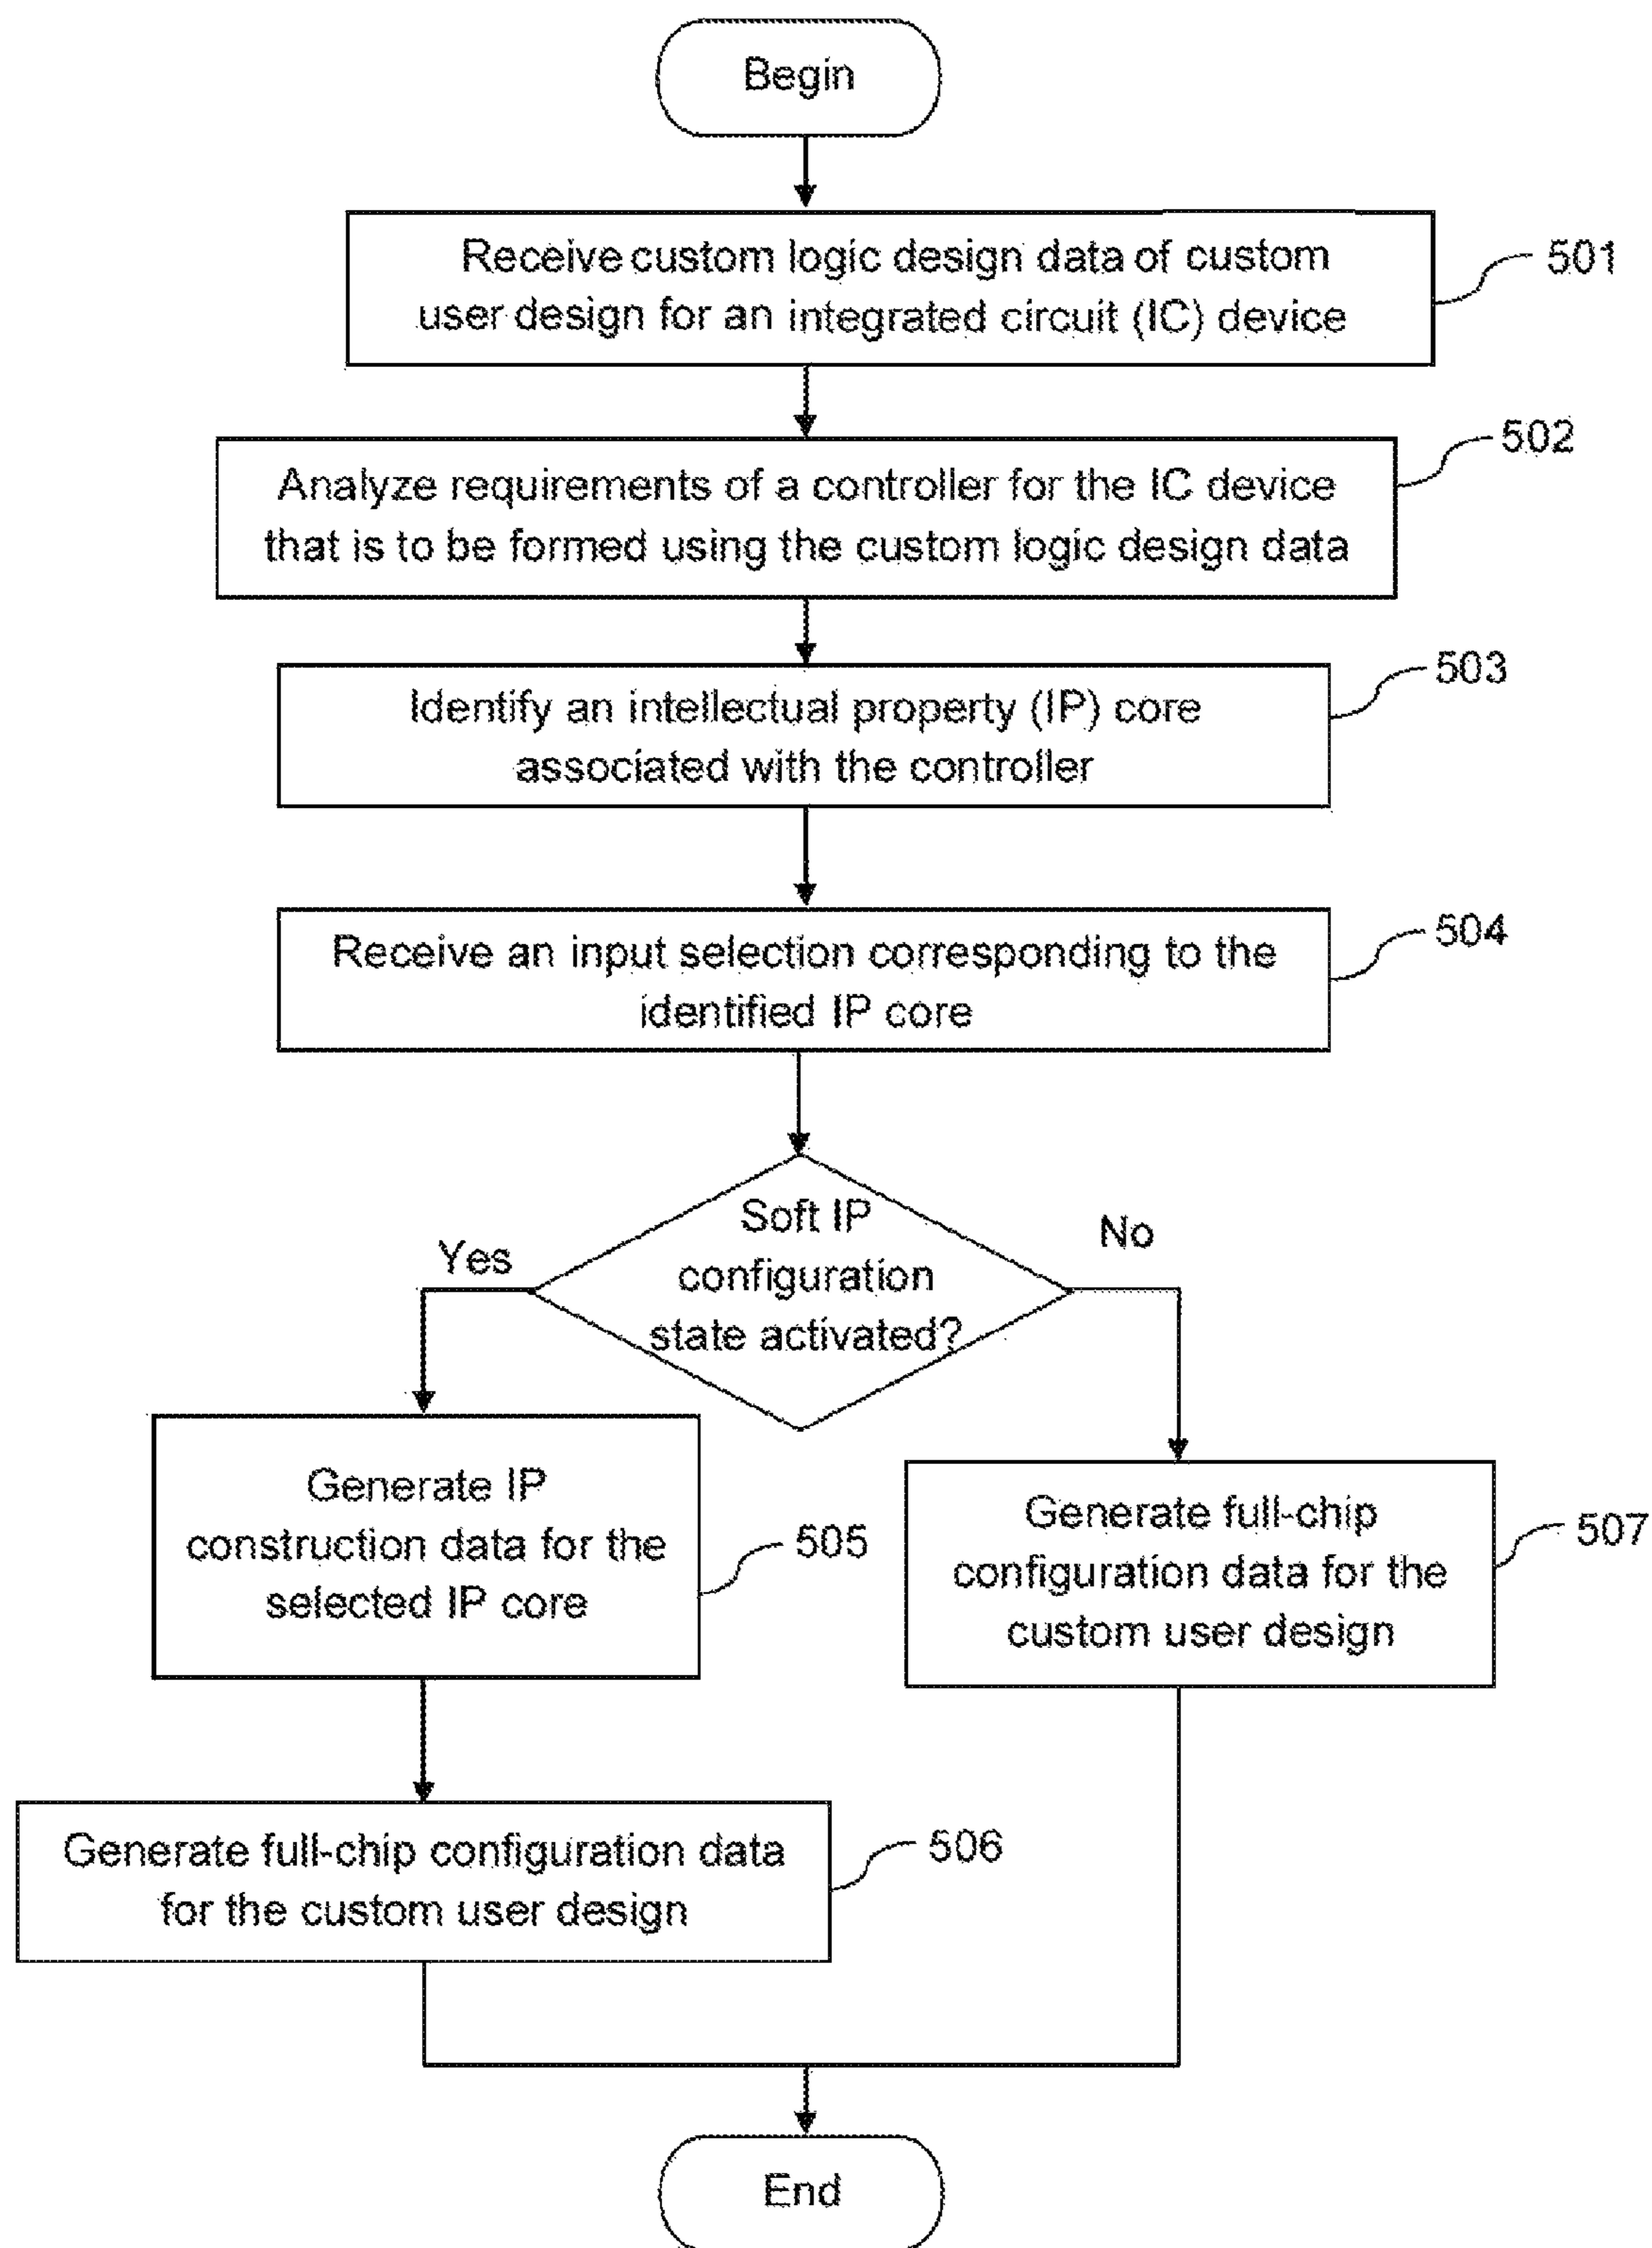 Begin
Receive custom logic design data of custom
user design for an integrated circuit (IC) device
501
Analyze requirements of a controller for the IC device
that is to be formed using the custom logic design data
502
Identify an intellectual property (IP) core
associated with the controller
503
Receive an input selection corresponding to the
identified IP core
504
Soft IP
configuration
state activated?
Yes
No
Generate IP
construction data for the
selected IP core
505
Generate full-chip
configuration data for the
custom user design
507
Generate full-chip configuration data
for the custom user design
506
End